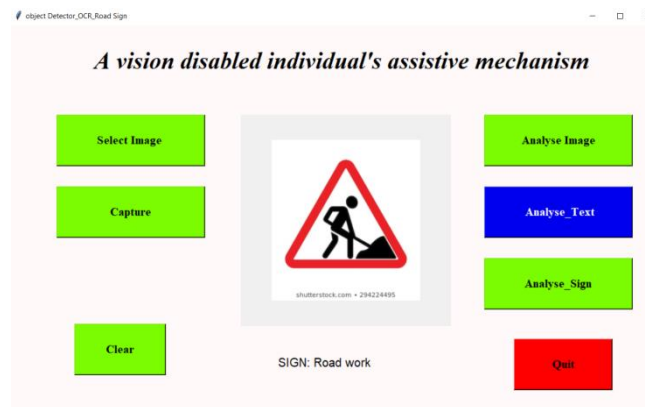 object Detector_OCR_Road Sign
A vision disabled individual's assistive mechanism
Select Image
Analyse Image
Capture
Analyse_Text
Analyse_Sign
shutterstock.com • 294224495
Clear
SIGN: Road work
Quit